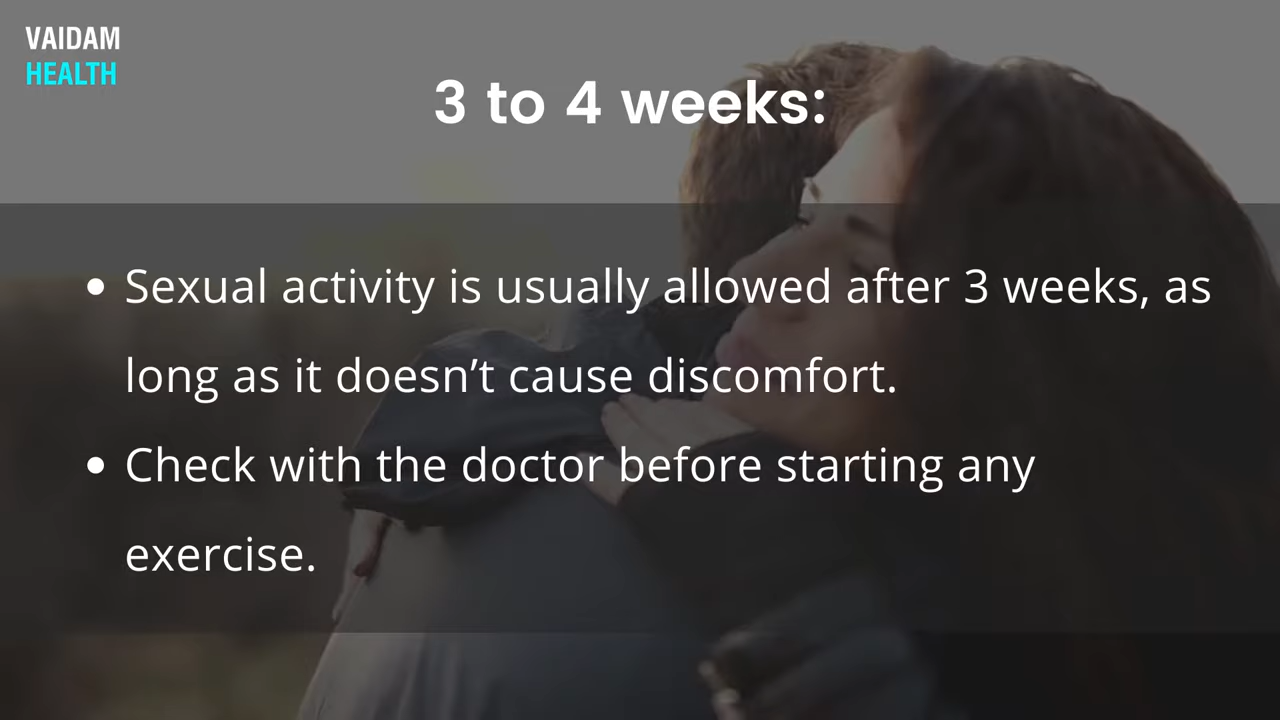 VAIDAM
HEALTH
3 to 4 weeks:
• Sexual activity is usually allowed after 3 weeks, as
long as it doesn’t cause discomfort.
• Check with the doctor before starting any
exercise.